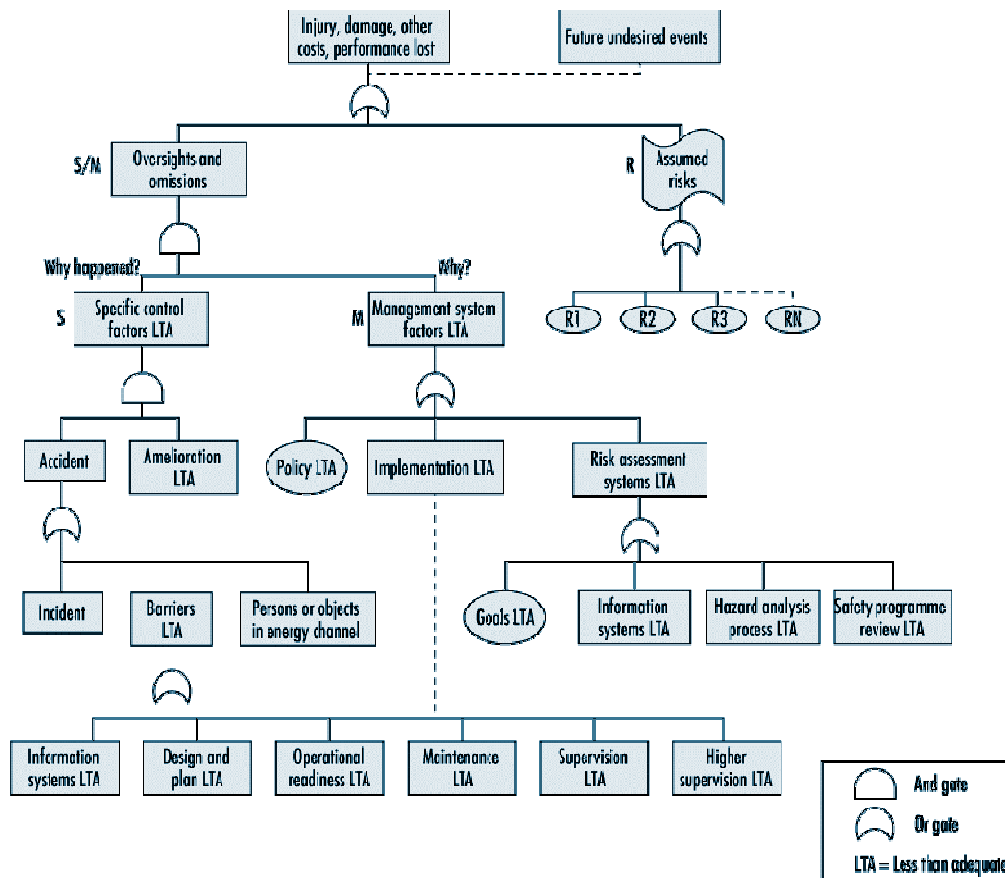 Injury, damage, other
costs, performance lost
Future undesired events
S/M
Oversights and
omissions
R
Assumed
risks
Why happened?
Why?
S
Specific control
factors LTA
M
Management system
factors LTA
R1
R2
R3
RN
Accident
Amelioration
LTA
Policy LTA
Implementation LTA
Risk assessment
systems LTA
Incident
Barriers
LTA
Persons or objects
in energy channel
Goals LTA
Information
systems LTA
Hazard analysis
process LTA
Safety programme
review LTA
Information
systems LTA
Design and
plan LTA
Operational
readiness LTA
Maintenance
LTA
Supervision
LTA
Higher
supervision LTA
And gate
Or gate
LTA = Less than adequate